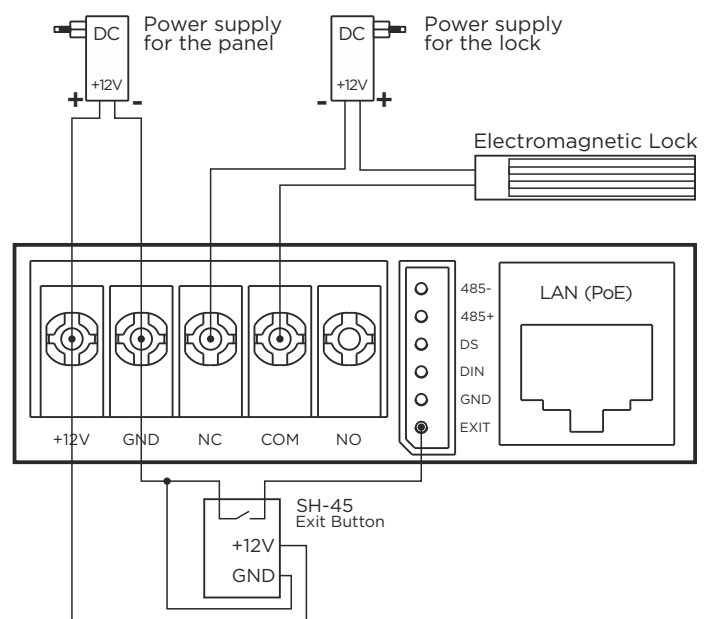 DC
+12V
+ -
Power supply
for the panel
DC
+12V
- +
Power supply
for the lock
Electromagnetic Lock
+12V GND NC COM NO
485-
485+
DS
DIN
GND
EXIT
LAN (PoE)
SH-45
Exit Button
+12V
GND